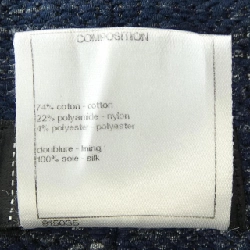 COMPOSITION
74% coton - cotton
22% polyamide - nylon
4% polyester - polyester
doublure - lining
100% soie - silk